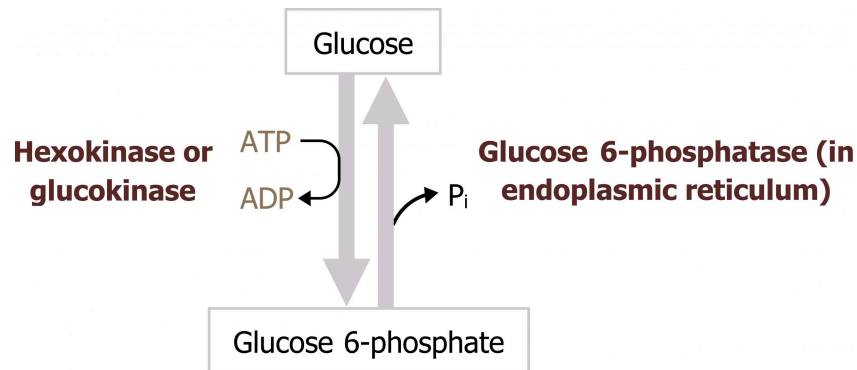 Glucose
Hexokinase or
glucokinase
ATP
ADP
Pi
Glucose 6-phosphatase (in
endoplasmic reticulum)
Glucose 6-phosphate